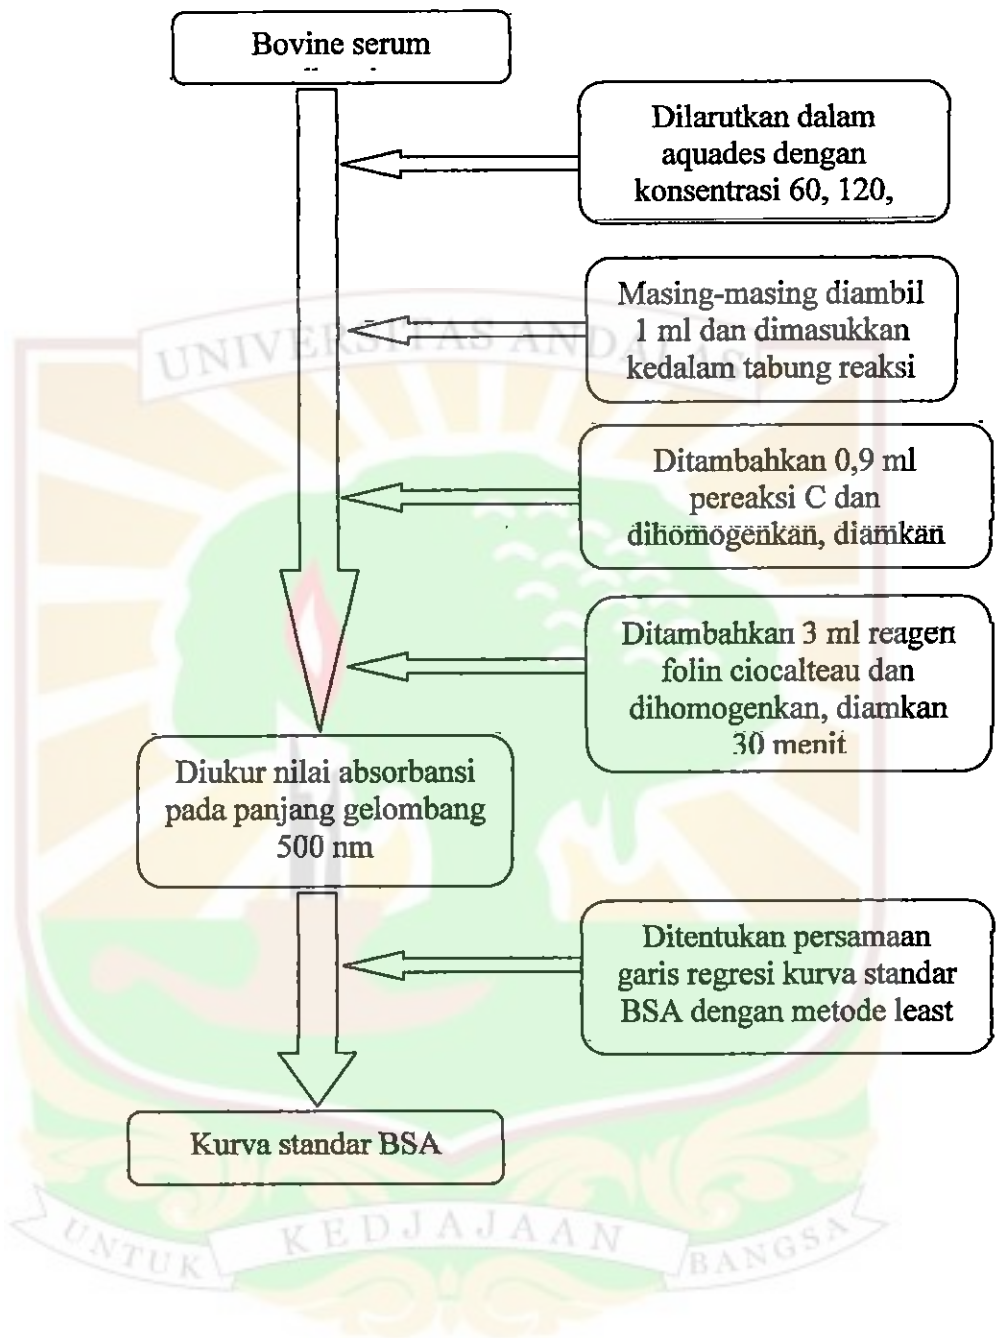 Bovine serum
Dilarutkan dalam
aquades dengan
konsentrasi 60, 120,
Masing-masing diambil
1 ml dan dimasukkan
kedalam tabung reaksi
Ditambahkan 0,9 ml
pereaksi C dan
dihomogenkan, diamkan
Ditambahkan 3 ml reagen
folin ciocalteau dan
dihomogenkan, diamkan
30 menit
Diukur nilai absorbansi
pada panjang gelombang
500 nm
Ditentukan persamaan
garis regresi kurva standar
BSA dengan metode least
Kurva standar BSA
UNIVERSITAS ANDALAS
UNTUK KEDJAJAAN BANGSA